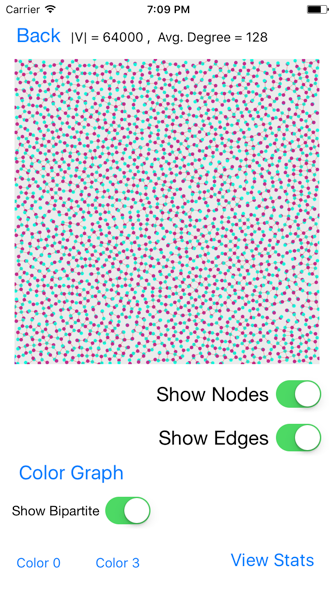 Carrier 7:09 PM
Back |V| = 64000 , Avg. Degree = 128
Show Nodes
Show Edges
Color Graph
Show Bipartite
Color 0 Color 3 View Stats